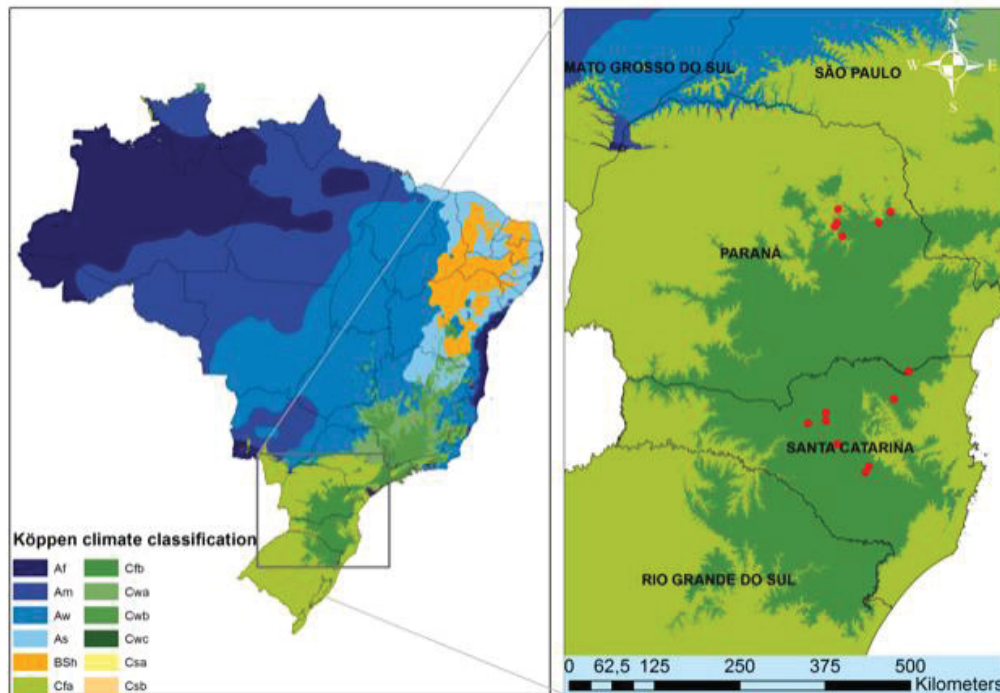 Köppen climate classification
Af
Am
Aw
As
BSh
Cfa
Cfb
Cwa
Cwb
Cwc
Csa
Csb
N
W E
S
MATO GROSSO DO SUL
SÃO PAULO
PARANÁ
SANTA CATARINA
RIO GRANDE DO SUL
0 62,5 125 250 375 500
Kilometers